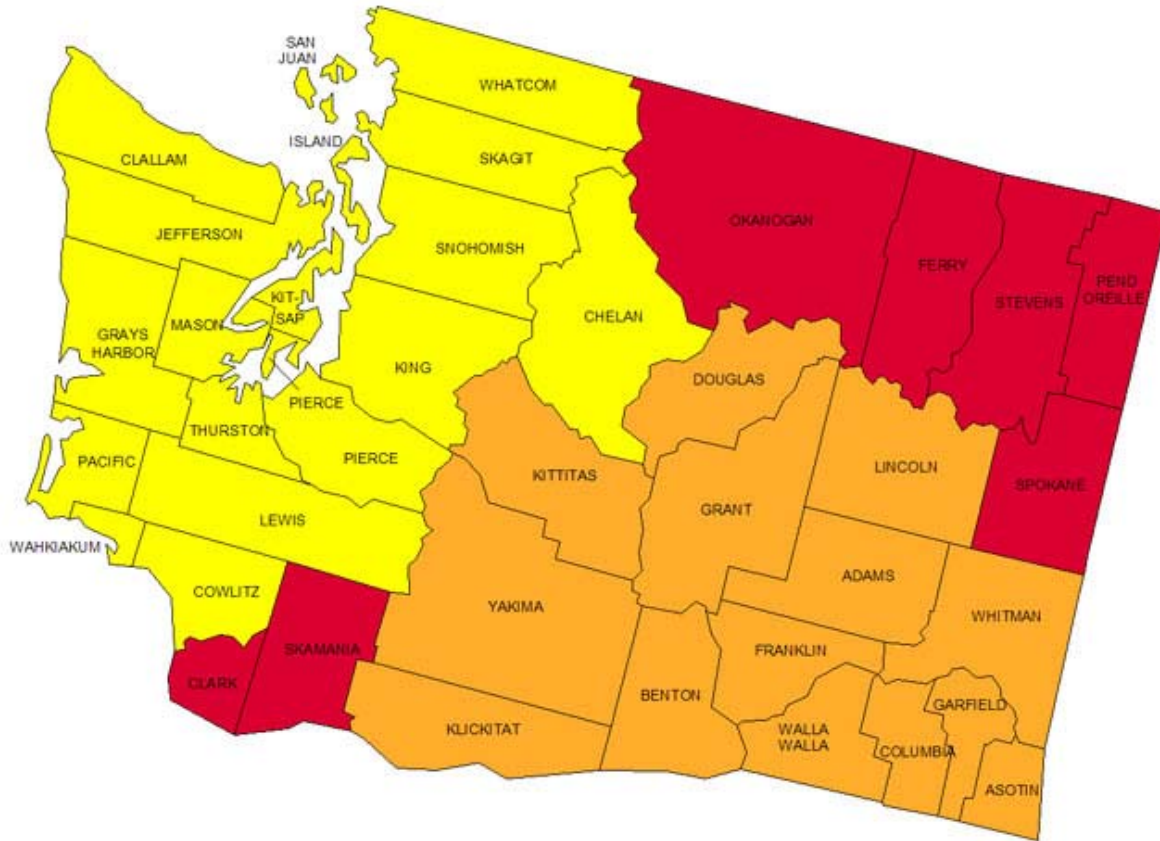 SAN
JUAN
WHATCOM
ISLAND
SKAGIT
CLALLAM
OKANOGAN
JEFFERSON
SNOHOMISH
FERRY
PEND
OREILLE
STEVENS
KIT-
SAP
MASON
CHELAN
GRAYS
HARBOR
KING
DOUGLAS
PIERCE
THURSTON
PIERCE
PACIFIC
KITTITAS
LINCOLN
SPOKANE
GRANT
LEWIS
WAHKIAKUM
ADAMS
COWLITZ
YAKIMA
WHITMAN
SKAMANIA
FRANKLIN
CLARK
BENTON
GARFIELD
KLICKITAT
WALLA
WALLA
COLUMBIA
ASOTIN